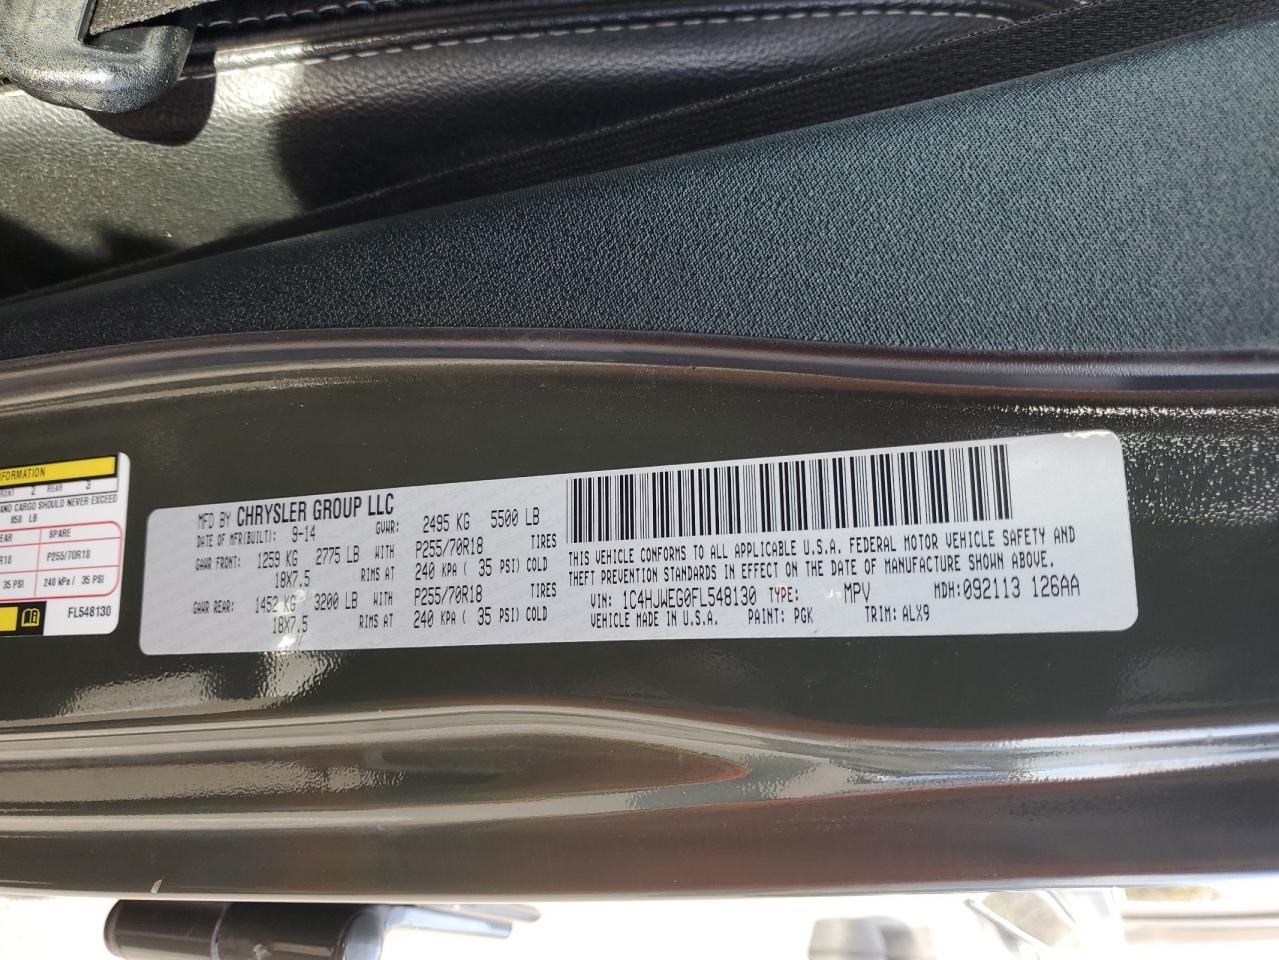 NFORMATION
RONT 2 REAR 3
AND CARGO SHOULD NEVER EXCEED
850 LB
SPARE
R18 P255/70R18
35 PSI 240 kPa / 35 PSI
FL548130
MFD BY CHRYSLER GROUP LLC
DATE OF MFR(BUILT): 9-14 GVWR: 2495 KG 5500 LB
GAWR FRONT: 1259 KG 2775 LB WITH P255/70R18 TIRES
18X7.5 RIMS AT 240 KPA ( 35 PSI) COLD
GAWR REAR: 1452 KG 3200 LB WITH P255/70R18 TIRES
18X7.5 RIMS AT 240 KPA ( 35 PSI) COLD
THIS VEHICLE CONFORMS TO ALL APPLICABLE U.S.A. FEDERAL MOTOR VEHICLE SAFETY AND
THEFT PREVENTION STANDARDS IN EFFECT ON THE DATE OF MANUFACTURE SHOWN ABOVE.
VIN: 1C4HJWEG0FL548130 TYPE: MPV MDH:092113 126AA
VEHICLE MADE IN U.S.A. PAINT: PGK TRIM: ALX9